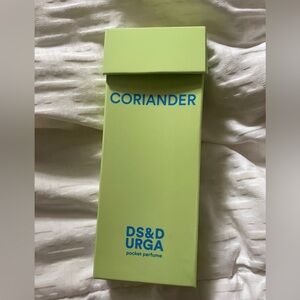 CORIANDER
DS&D
URGA
pocket perfume